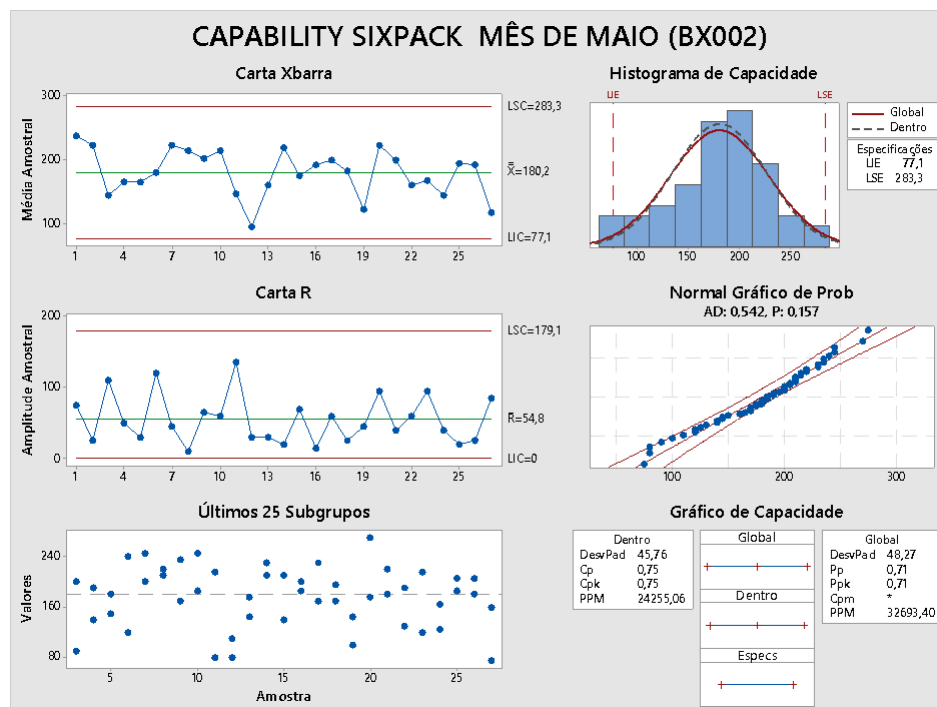 CAPABILITY SIXPACK MÊS DE MAIO (BX002)
Carta Xbarra
Média Amostral
300
200
100
LSC=283,3
X̿=180,2
LIC=77,1
1 4 7 10 13 16 19 22 25
Histograma de Capacidade
LIE LSE
100 150 200 250
Global
Dentro
Especificações
LIE 77,1
LSE 283,3
Carta R
Amplitude Amostral
200
100
0
LSC=179,1
R̅=54,8
LIC=0
1 4 7 10 13 16 19 22 25
Normal Gráfico de Prob
AD: 0,542, P: 0,157
100 200 300
Últimos 25 Subgrupos
Valores
240
160
80
5 10 15 20 25
Amostra
Gráfico de Capacidade
Dentro
DesvPad 45,76
Cp 0,75
Cpk 0,75
PPM 24255,06
Global
Dentro
Especs
Global
DesvPad 48,27
Pp 0,71
Ppk 0,71
Cpm *
PPM 32693,40